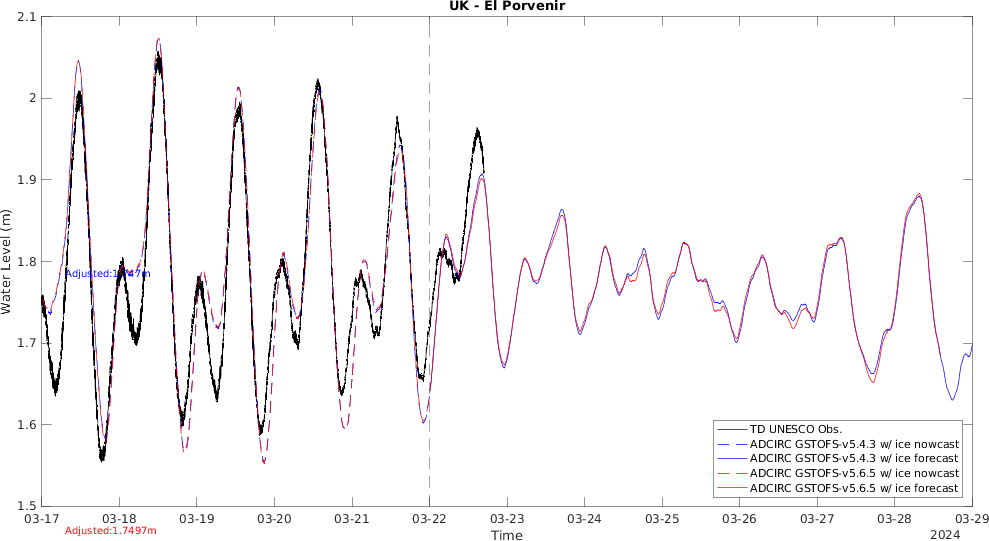 UK - El Porvenir
2.1
2
1.9
1.8
1.7
1.6
1.5
Water Level (m)
Adjusted:1.7
47m
TD UNESCO Obs.
ADCIRC GSTOFS-v5.4.3 w/ ice nowcast
ADCIRC GSTOFS-v5.4.3 w/ ice forecast
ADCIRC GSTOFS-v5.6.5 w/ ice nowcast
ADCIRC GSTOFS-v5.6.5 w/ ice forecast
03-17 03-18 03-19 03-20 03-21 03-22 03-23 03-24 03-25 03-26 03-27 03-28 03-29
Adjusted:1.7497m
Time
2024